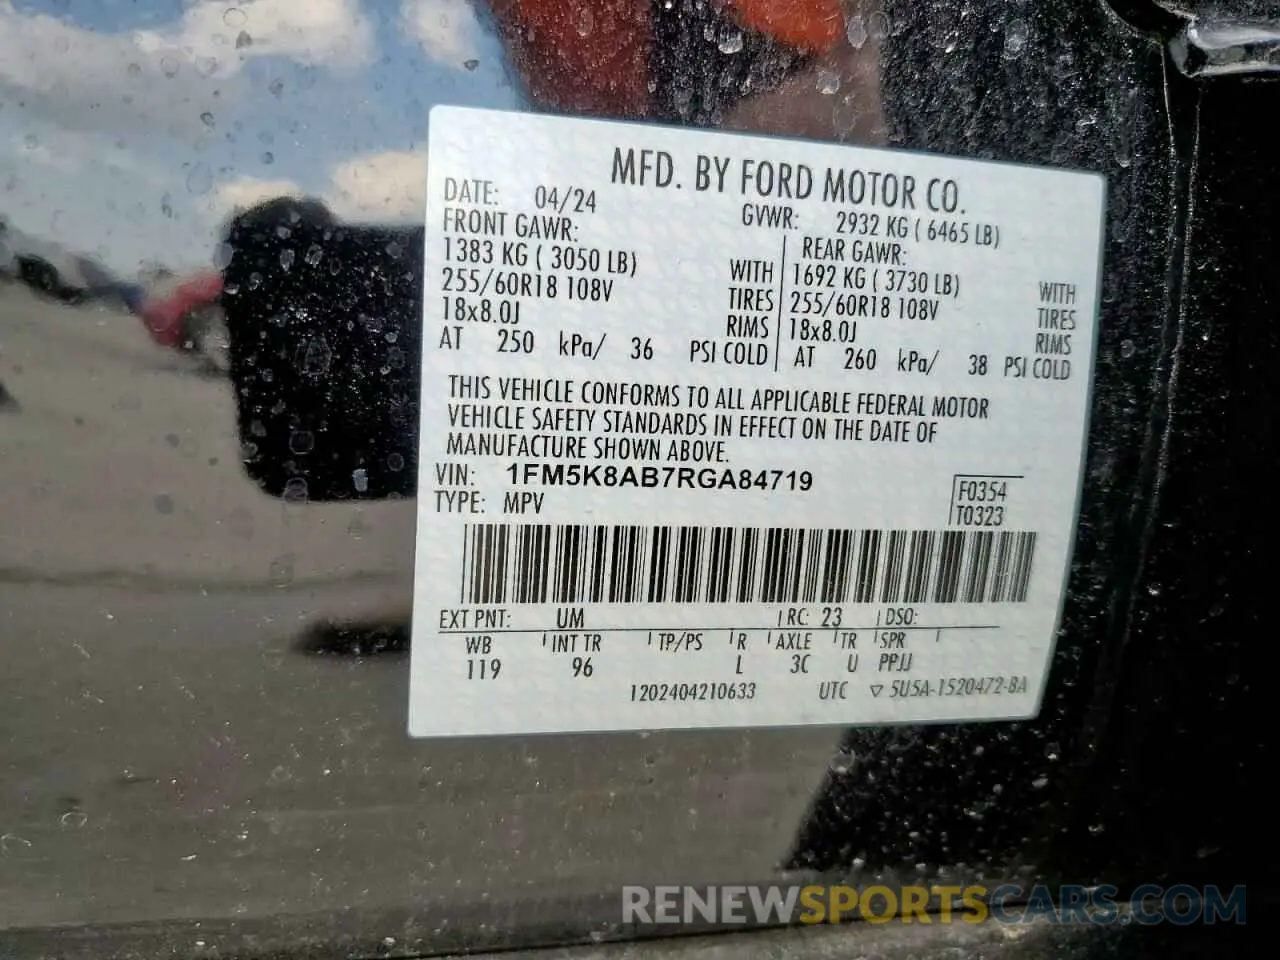 MFD. BY FORD MOTOR CO.
DATE: 04/24 GVWR: 2932 KG ( 6465 LB)
FRONT GAWR: REAR GAWR:
1383 KG ( 3050 LB) WITH 1692 KG ( 3730 LB) WITH
255/60R18 108V TIRES 255/60R18 108V TIRES
18x8.0J RIMS 18x8.0J RIMS
AT 250 kPa/ 36 PSI COLD AT 260 kPa/ 38 PSI COLD
THIS VEHICLE CONFORMS TO ALL APPLICABLE FEDERAL MOTOR
VEHICLE SAFETY STANDARDS IN EFFECT ON THE DATE OF
MANUFACTURE SHOWN ABOVE.
VIN: 1FM5K8AB7RGA84719
TYPE: MPV
F0354
T0323
EXT PNT: UM RC: 23 DSO:
WB INT TR TP/PS R AXLE TR SPR
119 96 L 3C U PPJJ
1202404210633 UTC ▽ 5U5A-1520472-8A
RENEWSPORTSCARS.COM